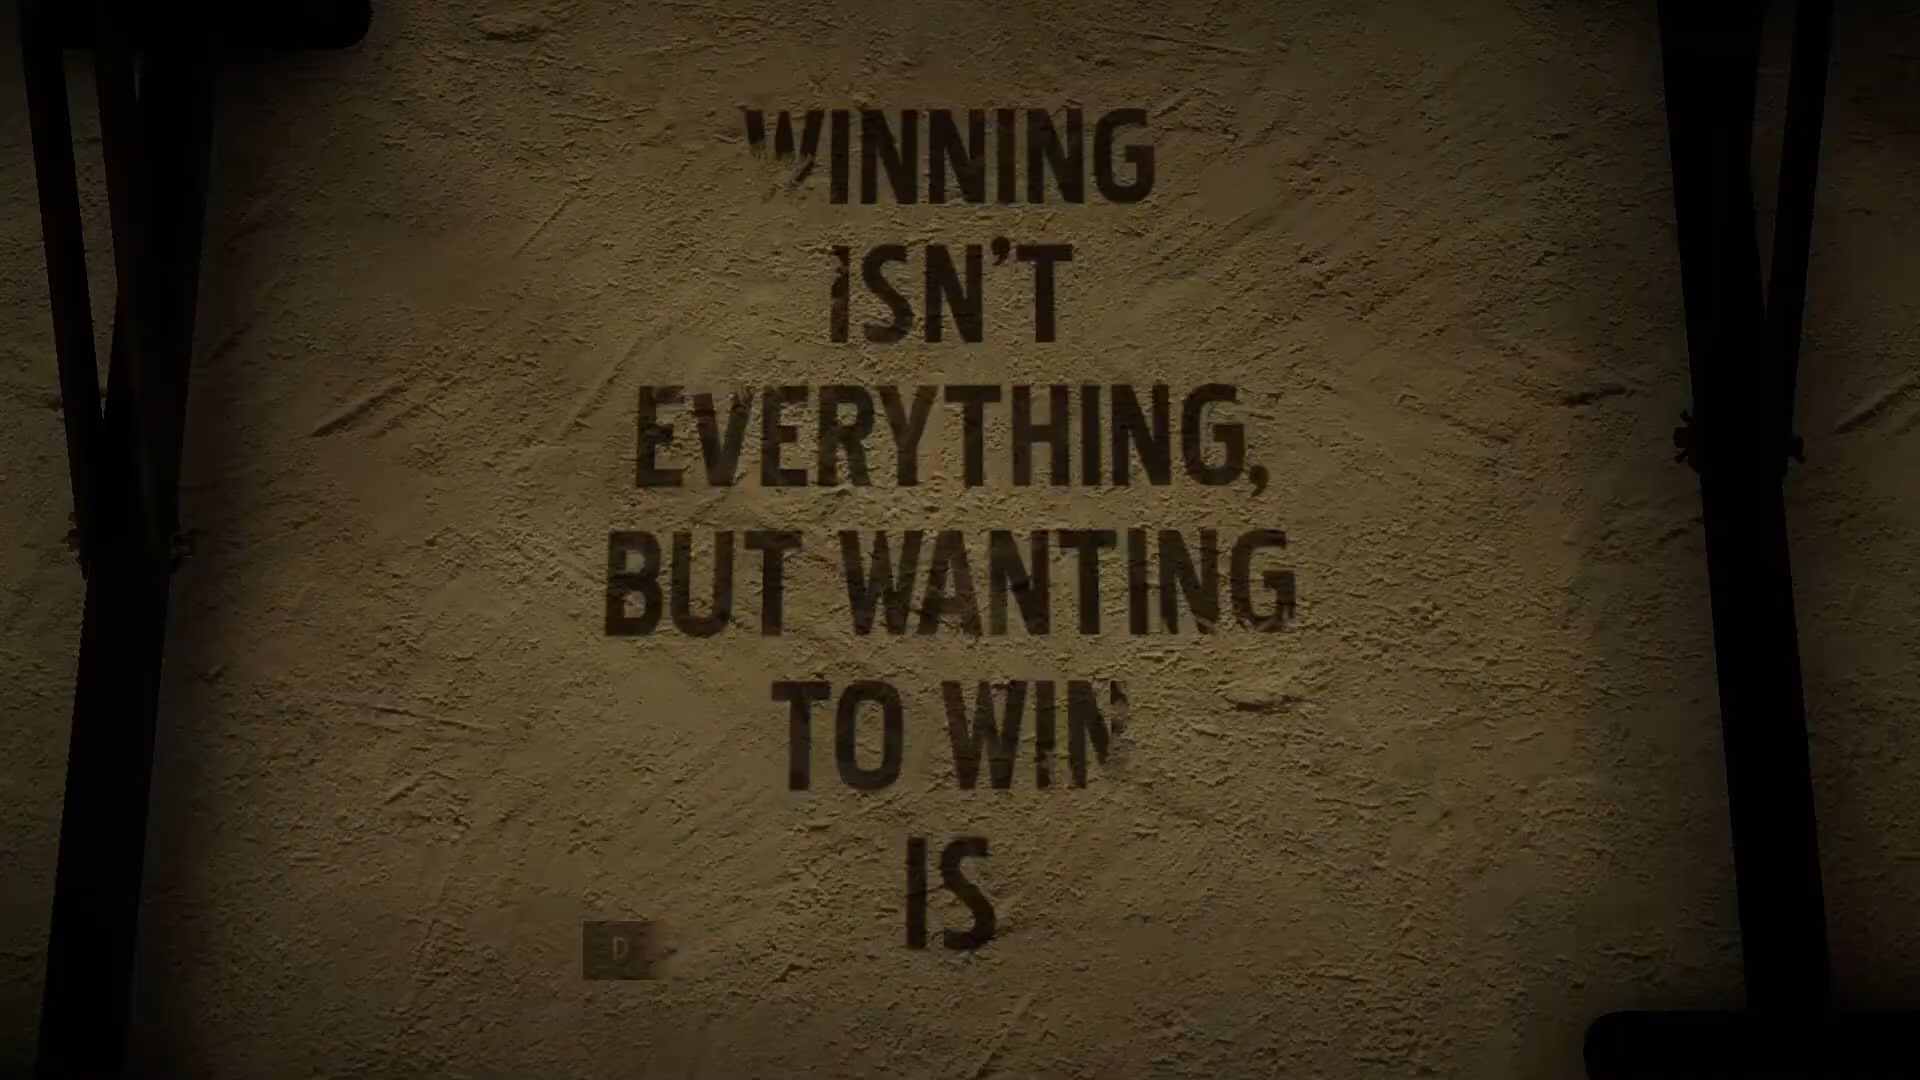 WINNING
ISN'T
EVERYTHING,
BUT WANTING
TO WIN
IS
D